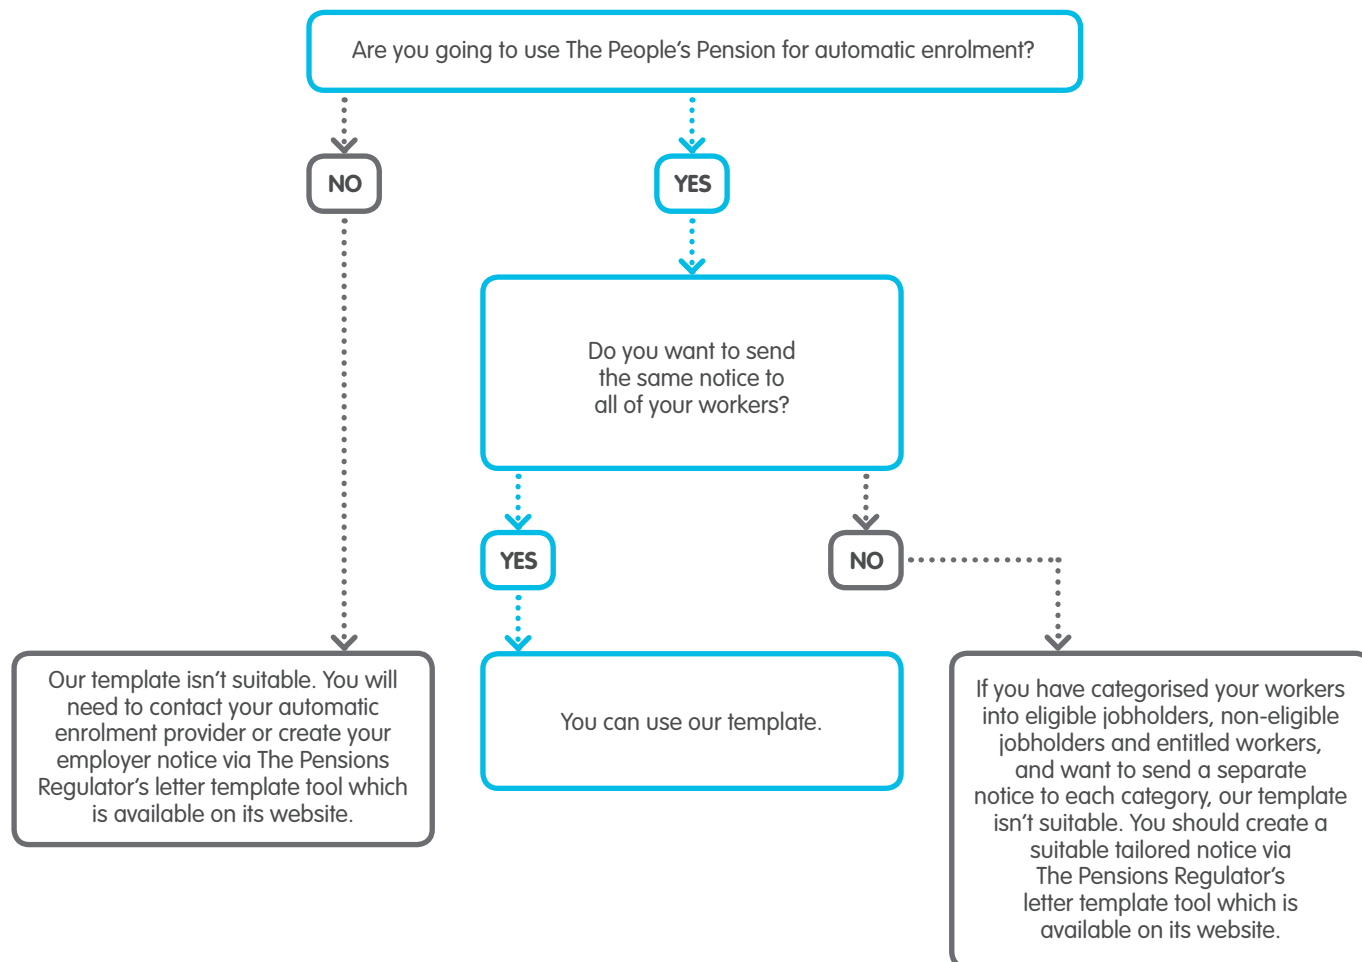 Are you going to use The People's Pension for automatic enrolment?
NO
YES
Do you want to send
the same notice to
all of your workers?
YES
NO
Our template isn't suitable. You will
need to contact your automatic
enrolment provider or create your
employer notice via The Pensions
Regulator's letter template tool which
is available on its website.
You can use our template.
If you have categorised your workers
into eligible jobholders, non-eligible
jobholders and entitled workers,
and want to send a separate
notice to each category, our template
isn't suitable. You should create a
suitable tailored notice via
The Pensions Regulator's
letter template tool which is
available on its website.